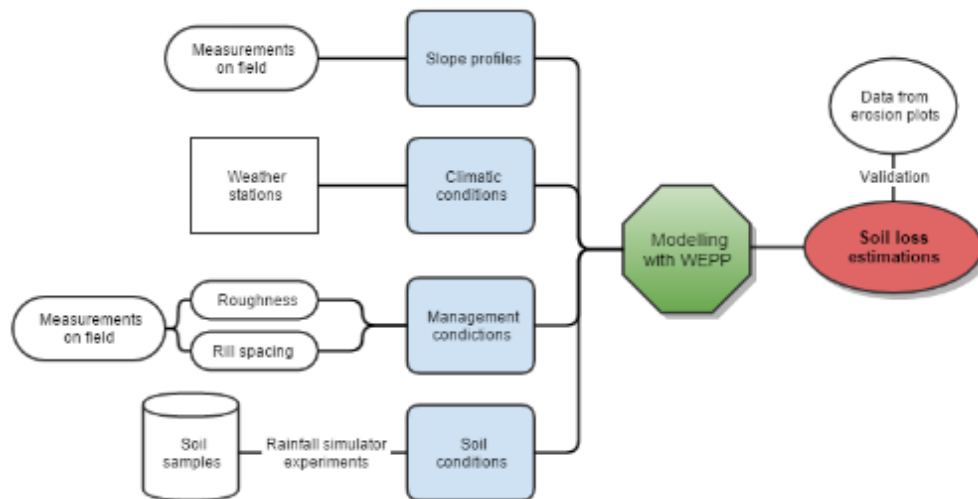 Measurements
on field
Slope profiles
Data from
erosion plots
Weather
stations
Climatic
conditions
Validation
Modelling
with WEPP
Soil loss
estimations
Measurements
on field
Roughness
Rill spacing
Management
condictions
Soil
samples
Rainfall simulator
experiments
Soil
conditions